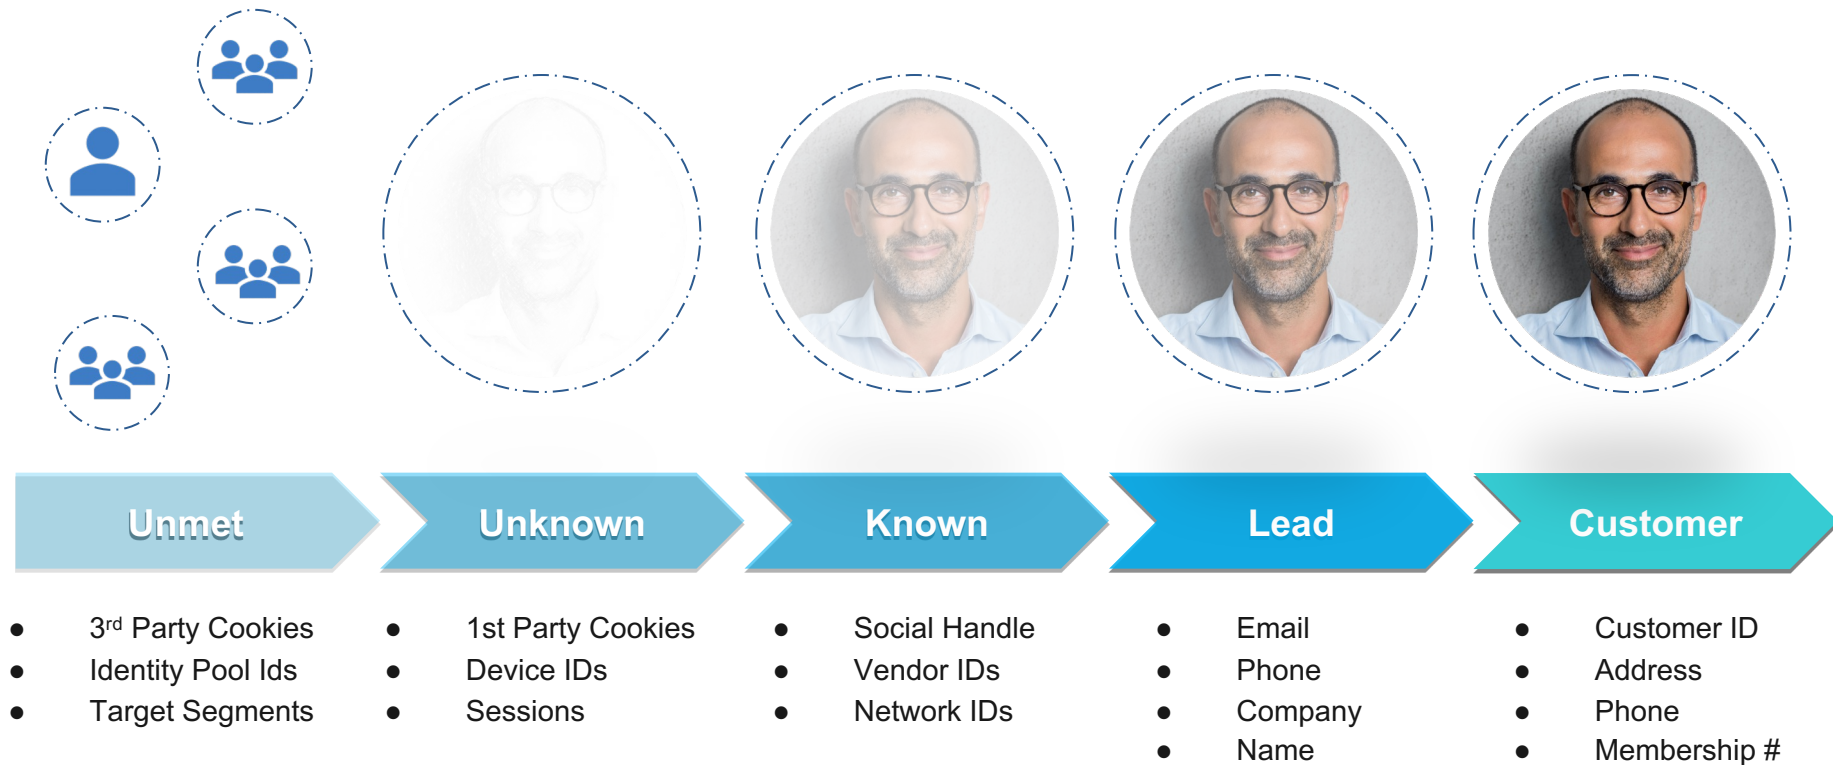 Unmet
Unknown
Known
Lead
Customer
● 3rd Party Cookies
● Identity Pool Ids
● Target Segments
● 1st Party Cookies
● Device IDs
● Sessions
● Social Handle
● Vendor IDs
● Network IDs
● Email
● Phone
● Company
● Name
● Customer ID
● Address
● Phone
● Membership #